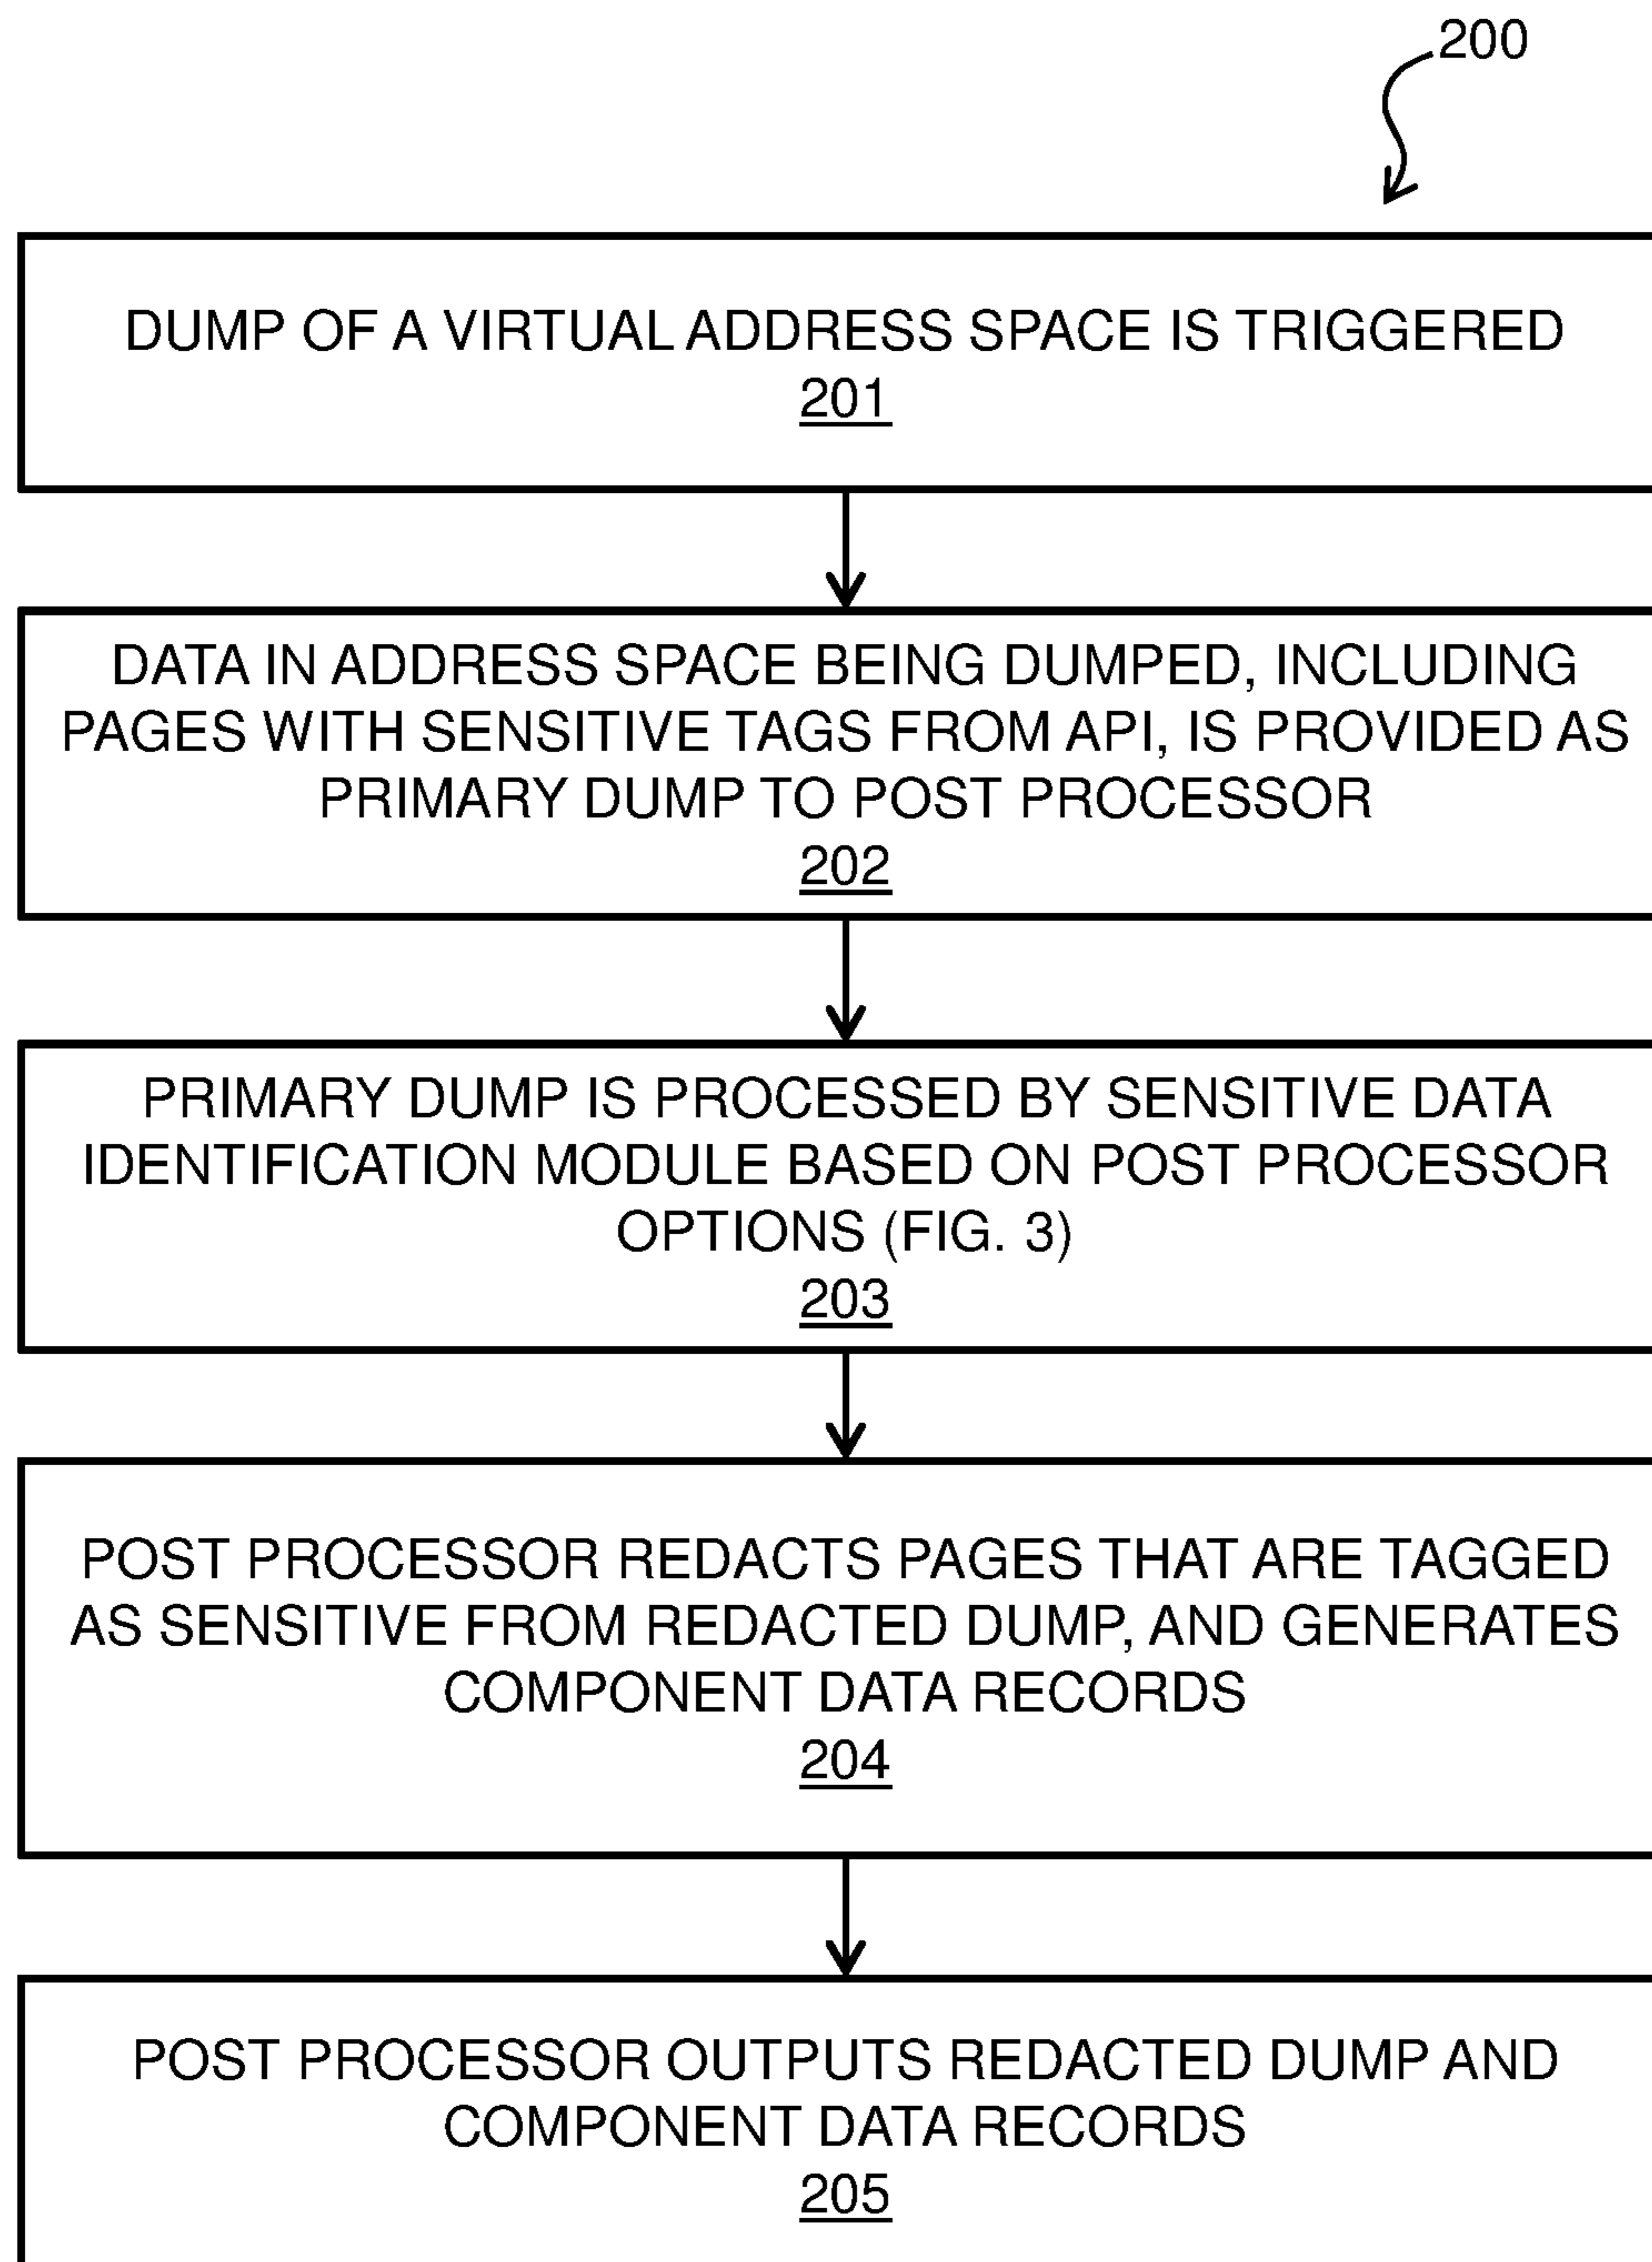 200
DUMP OF A VIRTUAL ADDRESS SPACE IS TRIGGERED
201
DATA IN ADDRESS SPACE BEING DUMPED, INCLUDING
PAGES WITH SENSITIVE TAGS FROM API, IS PROVIDED AS
PRIMARY DUMP TO POST PROCESSOR
202
PRIMARY DUMP IS PROCESSED BY SENSITIVE DATA
IDENTIFICATION MODULE BASED ON POST PROCESSOR
OPTIONS (FIG. 3)
203
POST PROCESSOR REDACTS PAGES THAT ARE TAGGED
AS SENSITIVE FROM REDACTED DUMP, AND GENERATES
COMPONENT DATA RECORDS
204
POST PROCESSOR OUTPUTS REDACTED DUMP AND
COMPONENT DATA RECORDS
205